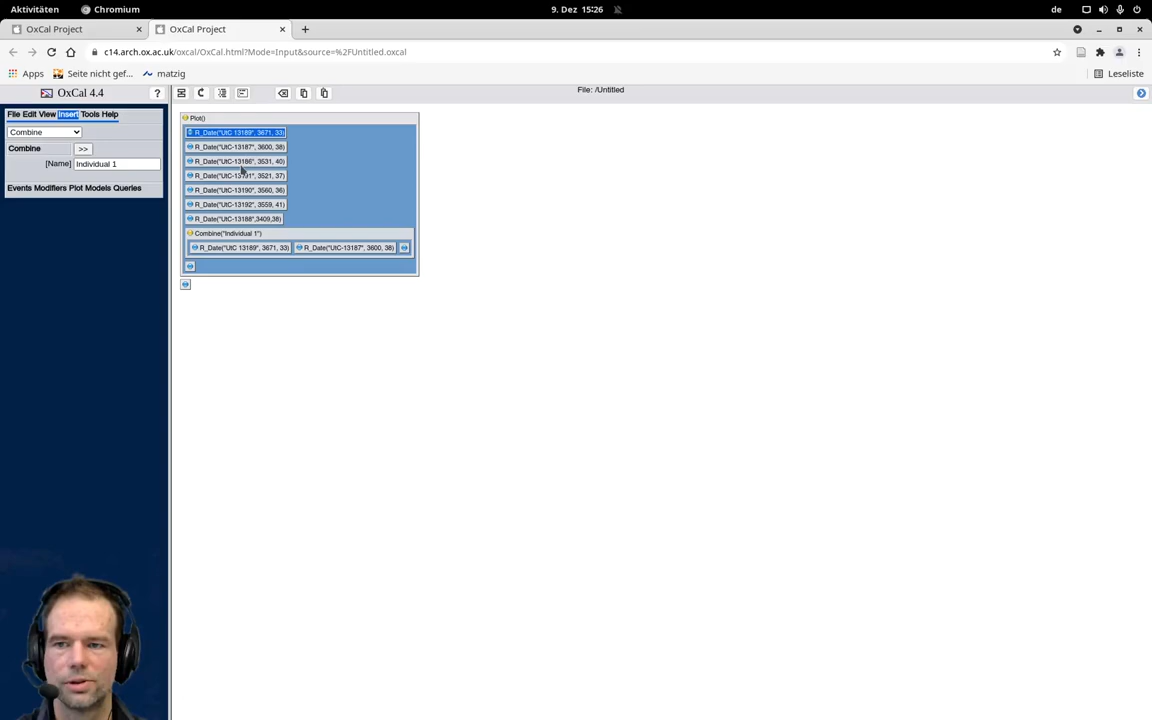 Aktivitäten Chromium 9. Dez 15:26 de
OxCal Project OxCal Project
c14.arch.ox.ac.uk/oxcal/OxCal.html?Mode=Input&source=%2FUntitled.oxcal
Apps Seite nicht gef... matzig Leseliste
OxCal 4.4 ?
File: /Untitled
File Edit View Insert Tools Help
Combine
Combine >>
[Name] Individual 1
Events Modifiers Plot Models Queries
Plot()
R_Date("UtC 13189", 3671, 33)
R_Date("UtC-13187", 3600, 38)
R_Date("UtC-13186", 3531, 40)
R_Date("UtC-13191", 3521, 37)
R_Date("UtC-13190", 3560, 36)
R_Date("UtC-13192", 3559, 41)
R_Date("UtC-13188",3409,38)
Combine("Individual 1")
R_Date("UtC 13189", 3671, 33) R_Date("UtC-13187", 3600, 38)